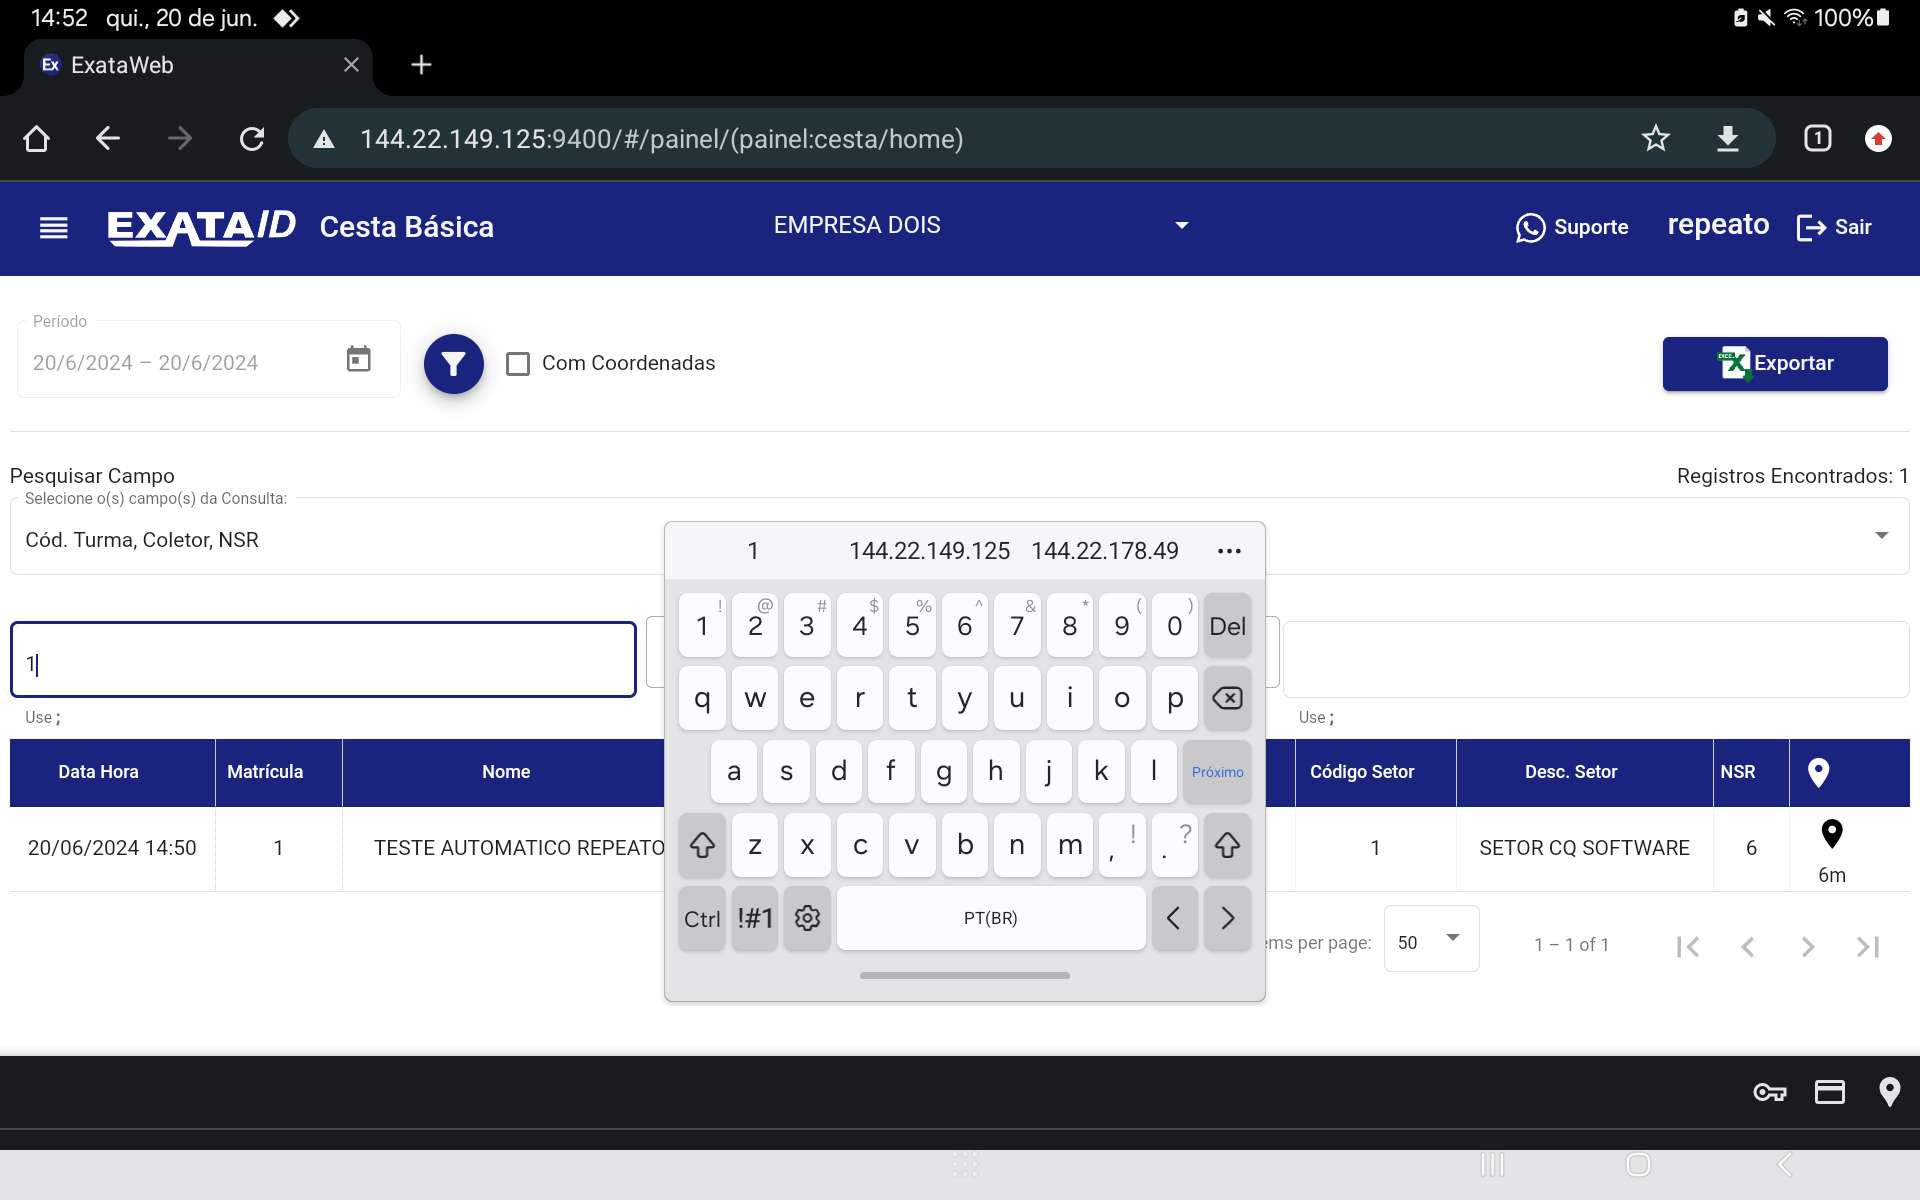 14:52 qui., 20 de jun. 100%
Ex ExataWeb
144.22.149.125:9400/#/painel/(painel:cesta/home) 1
EXATA ID Cesta Básica EMPRESA DOIS Suporte repeato Sair
Período
20/6/2024 – 20/6/2024 Com Coordenadas Exportar
Pesquisar Campo Registros Encontrados: 1
Selecione o(s) campo(s) da Consulta:
Cód. Turma, Coletor, NSR
1 144.22.149.125 144.22.178.49 •••
! @ # $ % ^ & * ( )
1 2 3 4 5 6 7 8 9 0 Del
1
q w e r t y u i o p
Use ; Use ;
a s d f g h j k l Próximo
Data Hora Matrícula Nome Código Setor Desc. Setor NSR
z x c v b n m , ! . ?
20/06/2024 14:50 1 TESTE AUTOMATICO REPEATO 1 SETOR CQ SOFTWARE 6
6m
Ctrl !#1 PT(BR) < >
ems per page: 50 1 – 1 of 1